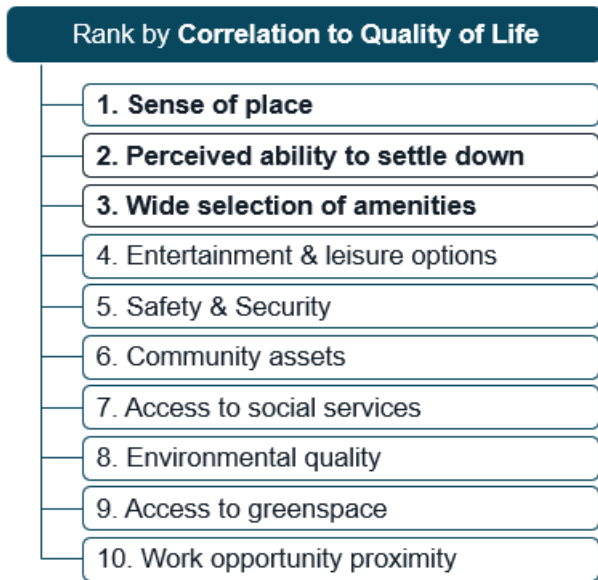 Rank by Correlation to Quality of Life
1. Sense of place
2. Perceived ability to settle down
3. Wide selection of amenities
4. Entertainment & leisure options
5. Safety & Security
6. Community assets
7. Access to social services
8. Environmental quality
9. Access to greenspace
10. Work opportunity proximity